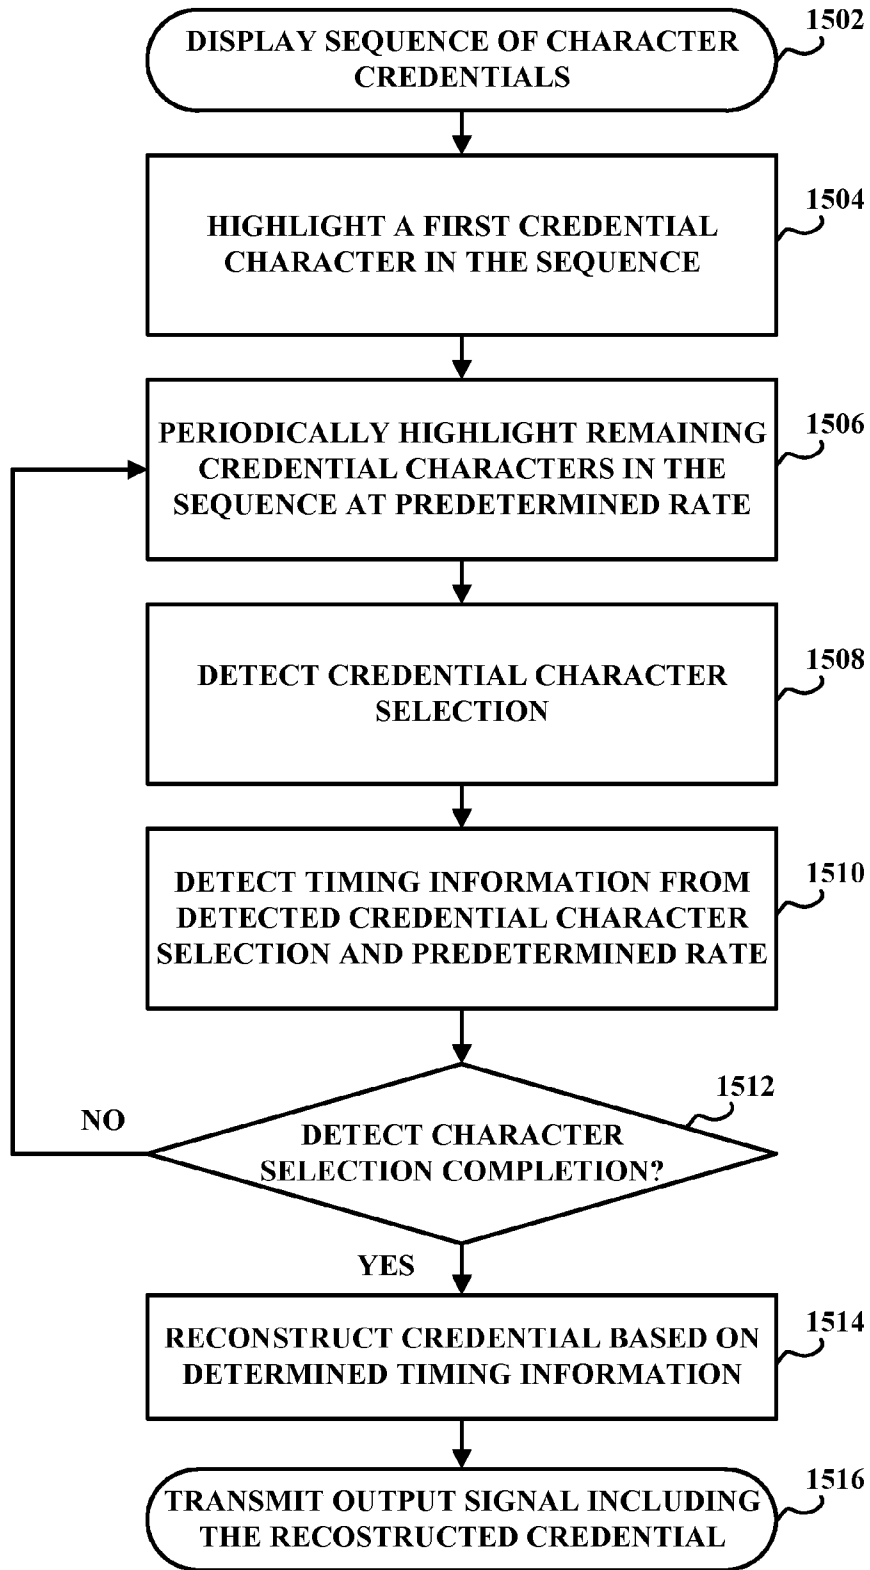 1502
DISPLAY SEQUENCE OF CHARACTER
CREDENTIALS
1504
HIGHLIGHT A FIRST CREDENTIAL
CHARACTER IN THE SEQUENCE
1506
PERIODICALLY HIGHLIGHT REMAINING
CREDENTIAL CHARACTERS IN THE
SEQUENCE AT PREDETERMINED RATE
1508
DETECT CREDENTIAL CHARACTER
SELECTION
1510
DETECT TIMING INFORMATION FROM
DETECTED CREDENTIAL CHARACTER
SELECTION AND PREDETERMINED RATE
1512
NO
DETECT CHARACTER
SELECTION COMPLETION?
YES
1514
RECONSTRUCT CREDENTIAL BASED ON
DETERMINED TIMING INFORMATION
1516
TRANSMIT OUTPUT SIGNAL INCLUDING
THE RECOSTRUCTED CREDENTIAL